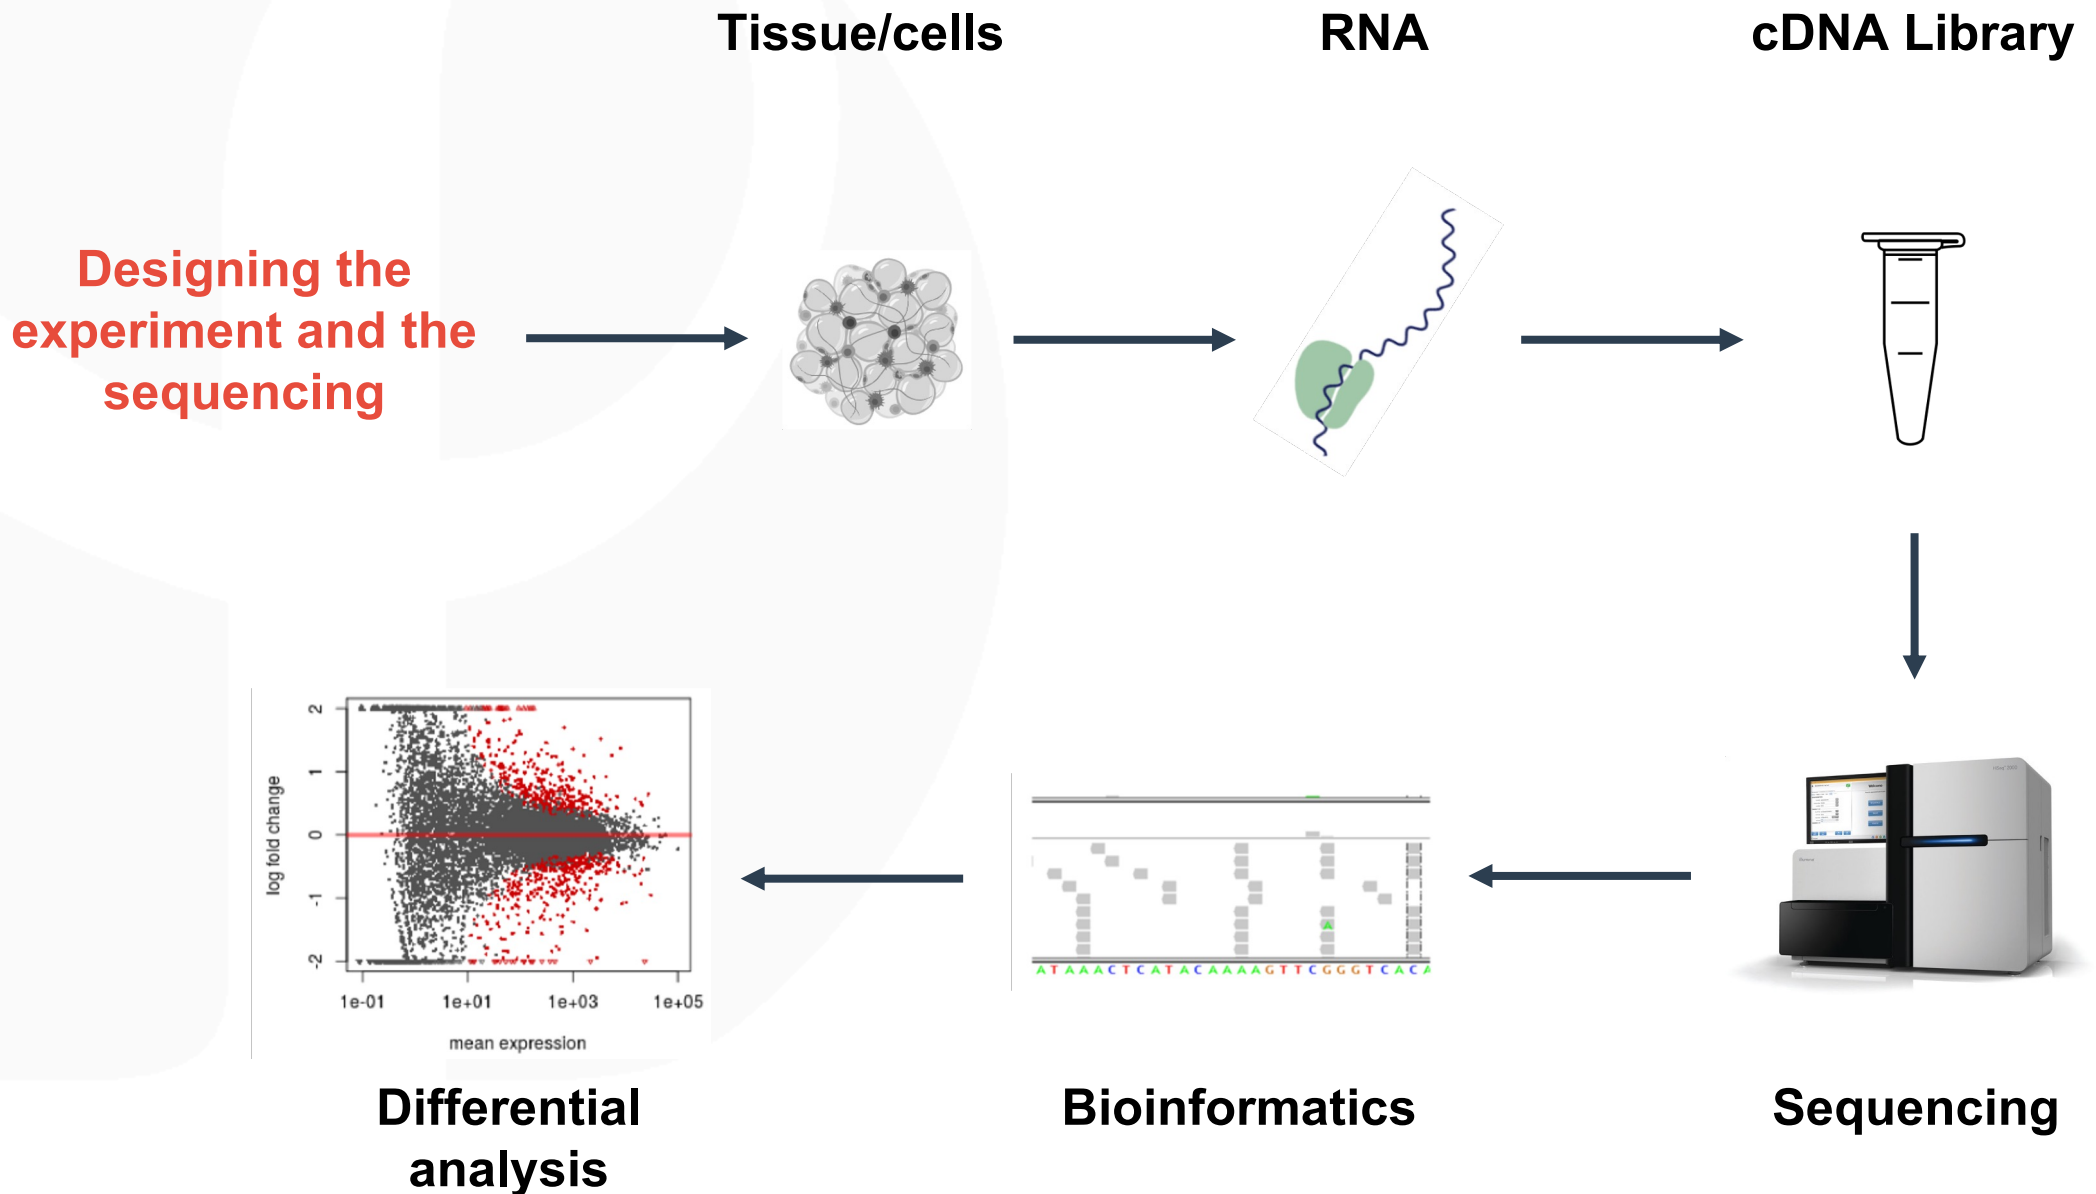 Tissue/cells
RNA
cDNA Library
Designing the
experiment and the
sequencing
2
1
0
-1
-2
log fold change
1e-01
1e+01
1e+03
1e+05
mean expression
ATAAACTCATACAAAAGTTCGGGTCACA
A
Differential
analysis
Bioinformatics
Sequencing